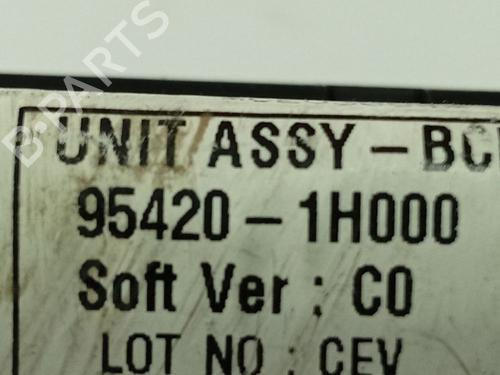 B-PARTS
UNIT ASSY - BC
95420 - 1H000
Soft Ver : C0
LOT NO : CEV